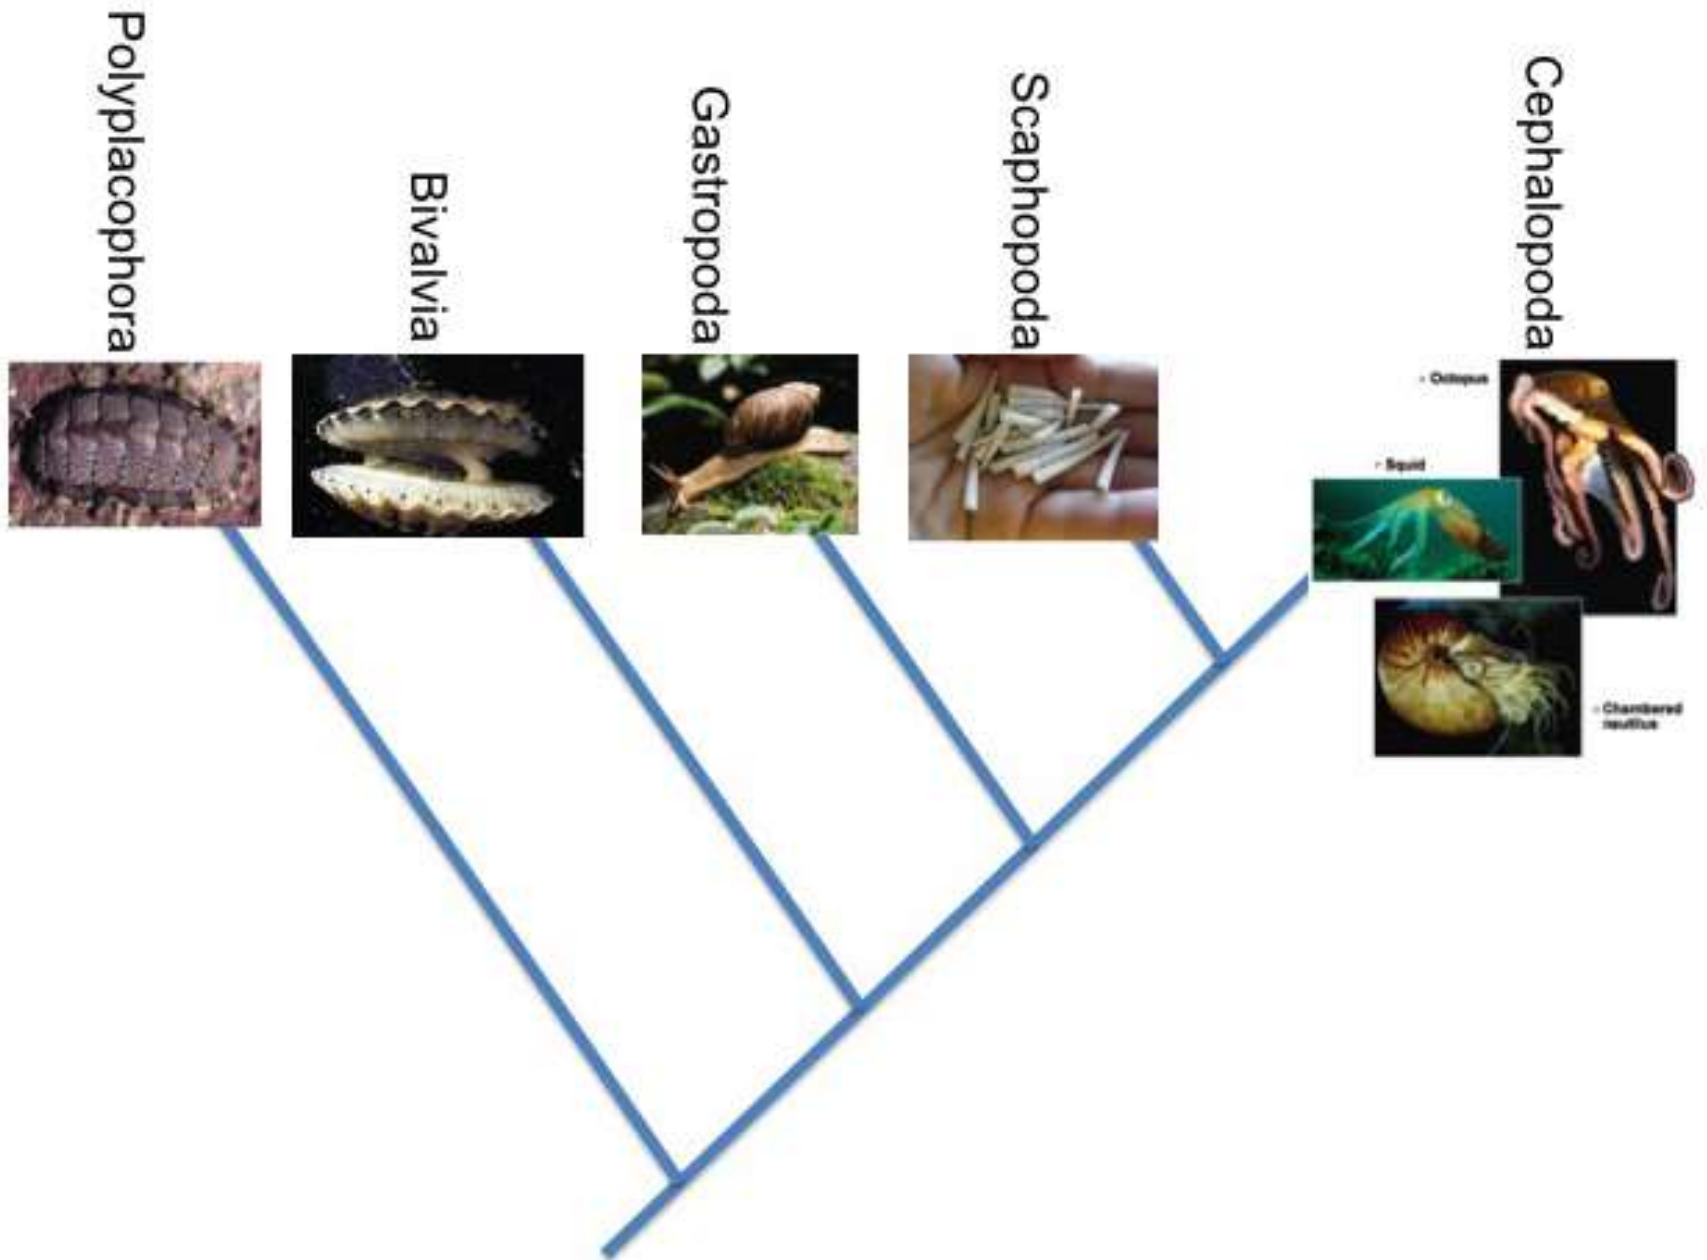 Polyplacophora
Bivalvia
Gastropoda
Scaphopoda
Cephalopoda
Octopus
Squid
Chambered
nautilus